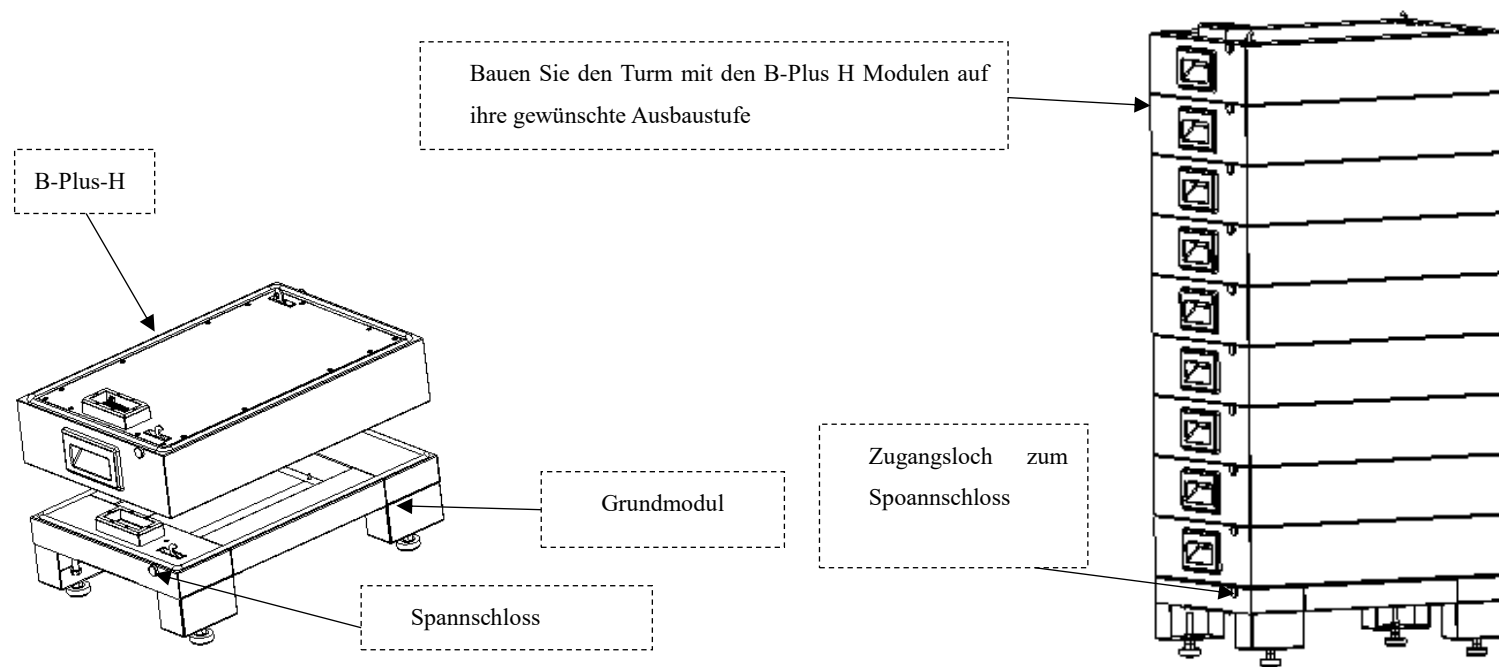 Bauen Sie den Turm mit den B-Plus H Modulen auf
ihre gewünschte Ausbaustufe
B-Plus-H
Zugangsloch zum
Spoannschloss
Grundmodul
Spannschloss